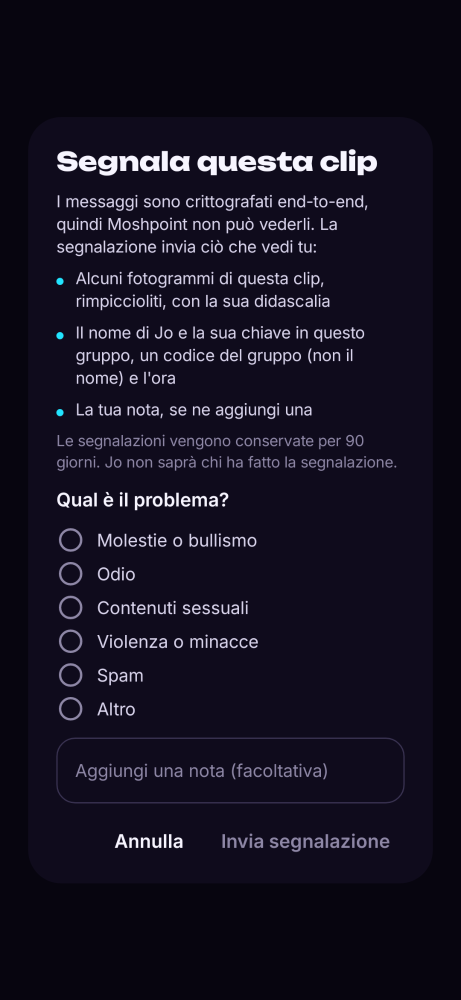 Segnala questa clip
I messaggi sono crittografati end-to-end,
quindi Moshpoint non può vederli. La
segnalazione invia ciò che vedi tu:
Alcuni fotogrammi di questa clip,
rimpiccioliti, con la sua didascalia
Il nome di Jo e la sua chiave in questo
gruppo, un codice del gruppo (non il
nome) e l'ora
La tua nota, se ne aggiungi una
Le segnalazioni vengono conservate per 90
giorni. Jo non saprà chi ha fatto la segnalazione.
Qual è il problema?
Molestie o bullismo
Odio
Contenuti sessuali
Violenza o minacce
Spam
Altro
Aggiungi una nota (facoltativa)
Annulla Invia segnalazione